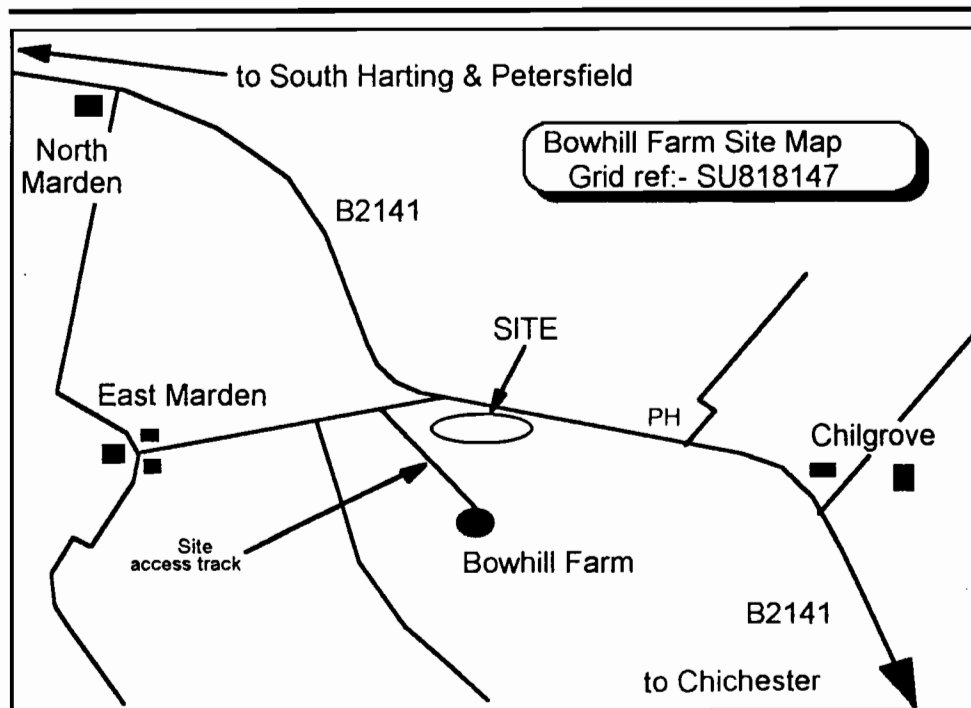 to South Harting & Petersfield
Bowhill Farm Site Map
Grid ref:- SU818147
North
Marden
B2141
SITE
East Marden
PH
Chilgrove
Site
access track
Bowhill Farm
B2141
to Chichester